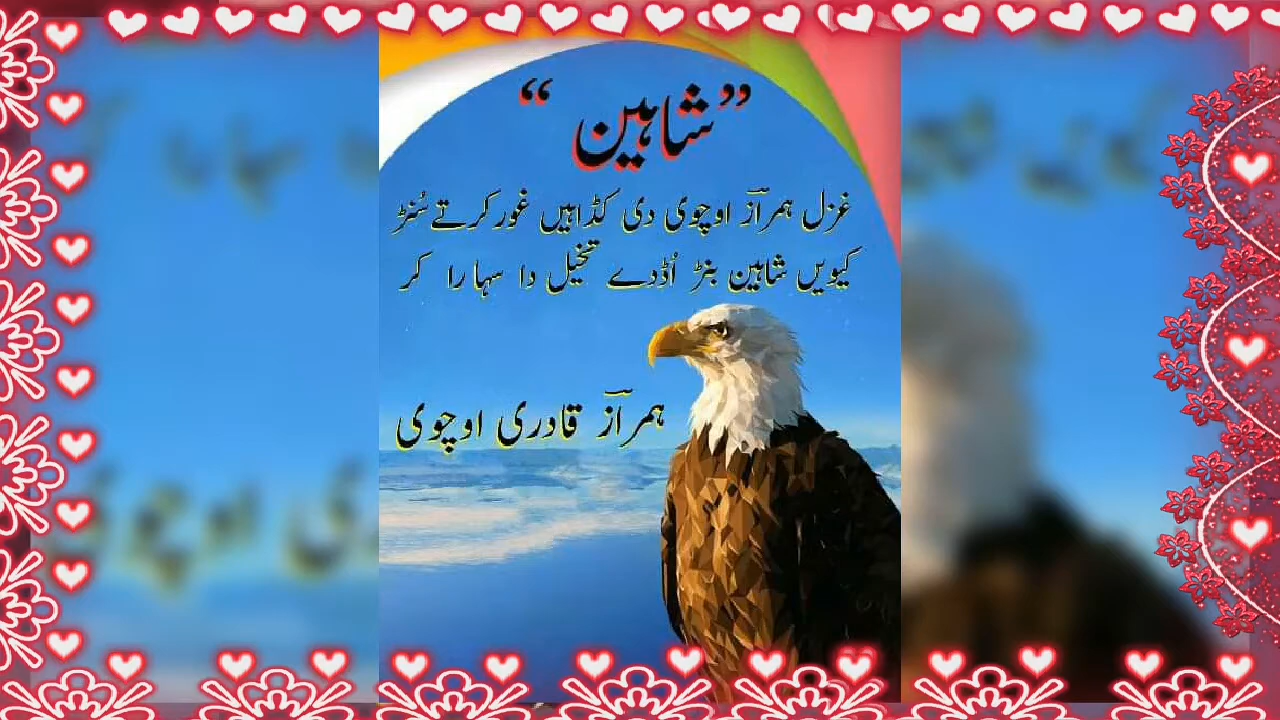 ”شاہین“
غزل ہمرازؔ اوچوی دی کڈاہیں غور کرتے سُنڑ
کیویں شاہین بنڑ اُڈدے تخیل دا سہارا کر
ہمرازؔ قادری اوچوی